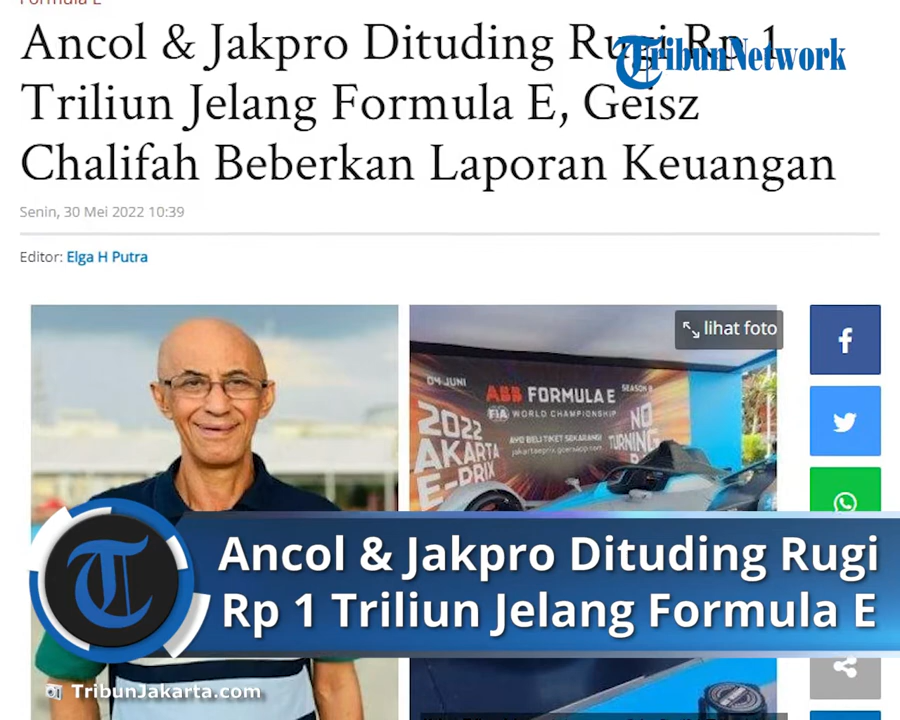 Formula E
Ancol & Jakpro Dituding Rugi Rp 1
TribunNetwork
Triliun Jelang Formula E, Geisz
Chalifah Beberkan Laporan Keuangan
Senin, 30 Mei 2022 10:39
Editor: Elga H Putra
lihat foto
04 JUNI
ABB FORMULA E
SEASON 8
FIA WORLD CHAMPIONSHIP
2022
AKARTA
E-PRIX
AYO BELI TIKET SEKARANG!
NO
TURNING
Ancol & Jakpro Dituding Rugi
Rp 1 Triliun Jelang Formula E
TribunJakarta.com